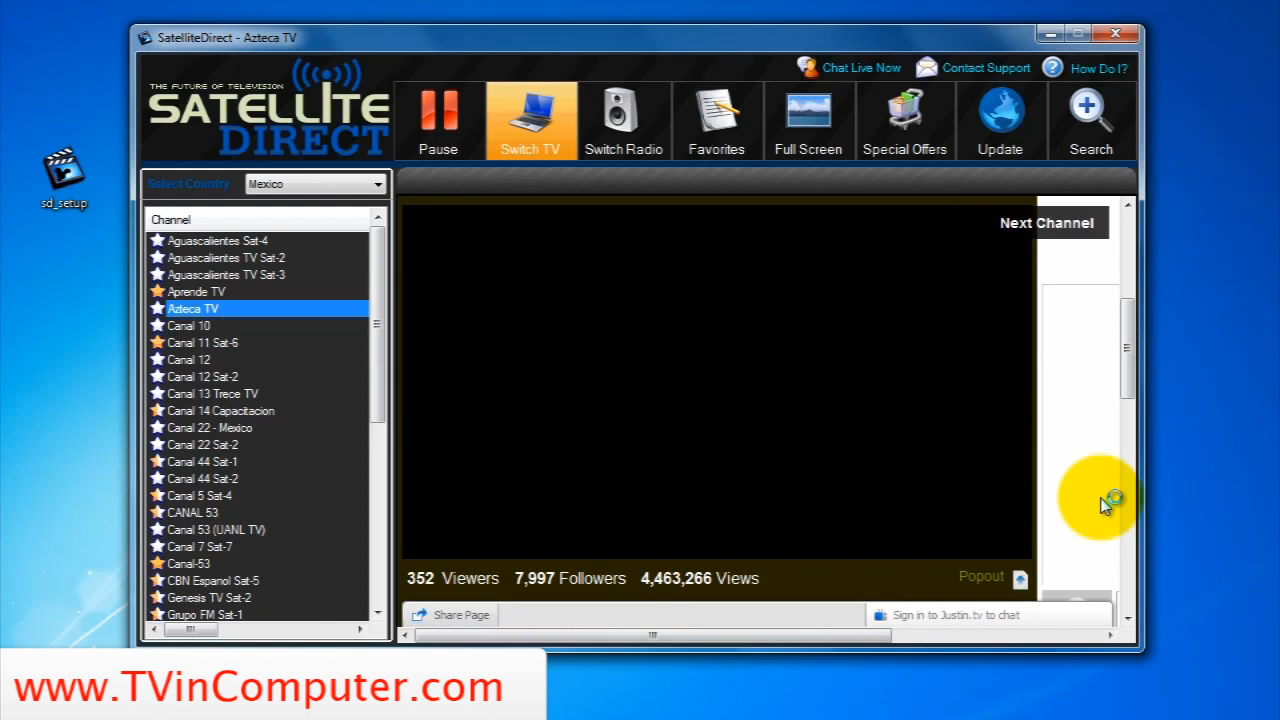 SatelliteDirect - Azteca TV
Chat Live Now Contact Support How Do I?
THE FUTURE OF TELEVISION
SATELLITE
DIRECT
Pause Switch TV Switch Radio Favorites Full Screen Special Offers Update Search
sd_setup
Select Country Mexico
Channel
Next Channel
Aguascalientes Sat-4
Aguascalientes TV Sat-2
Aguascalientes TV Sat-3
Aprende TV
Azteca TV
Canal 10
Canal 11 Sat-6
Canal 12
Canal 12 Sat-2
Canal 13 Trece TV
Canal 14 Capacitacion
Canal 22 - Mexico
Canal 22 Sat-2
Canal 44 Sat-1
Canal 44 Sat-2
Canal 5 Sat-4
CANAL 53
Canal 53 (UANL TV)
Canal 7 Sat-7
Canal-53
CBN Espanol Sat-5
Genesis TV Sat-2
Grupo FM Sat-1
352 Viewers 7,997 Followers 4,463,266 Views Popout
Share Page Sign in to Justin.tv to chat
www.TVinComputer.com